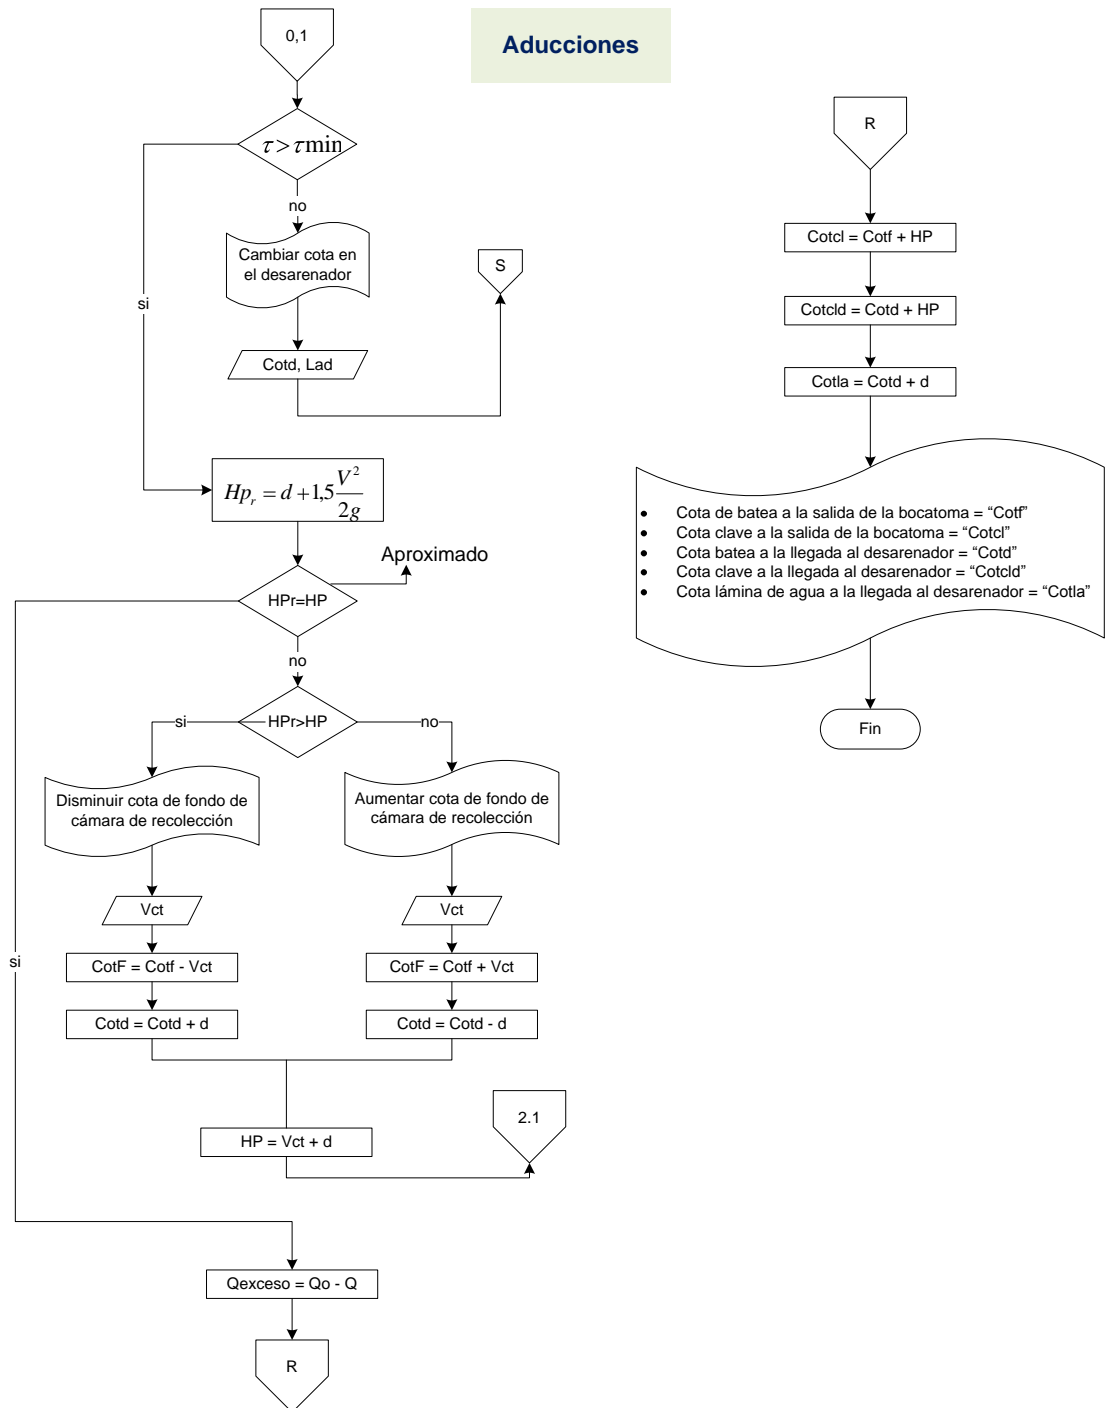 Aducciones
0,1
τ > τ min
no
si
Cambiar cota en
el desarenador
Cotd, Lad
S
Hp_r = d + 1,5 V²/2g
Aproximado
HPr=HP
no
si
HPr>HP
si
no
Disminuir cota de fondo de
cámara de recolección
Vct
CotF = Cotf - Vct
Cotd = Cotd + d
Aumentar cota de fondo de
cámara de recolección
Vct
CotF = Cotf + Vct
Cotd = Cotd - d
HP = Vct + d
2.1
Qexceso = Qo - Q
R
R
Cotcl = Cotf + HP
Cotcld = Cotd + HP
Cotla = Cotd + d
• Cota de batea a la salida de la bocatoma = “Cotf”
• Cota clave a la salida de la bocatoma = “Cotcl”
• Cota batea a la llegada al desarenador = “Cotd”
• Cota clave a la llegada al desarenador = “Cotcld”
• Cota lámina de agua a la llegada al desarenador = “Cotla”
Fin